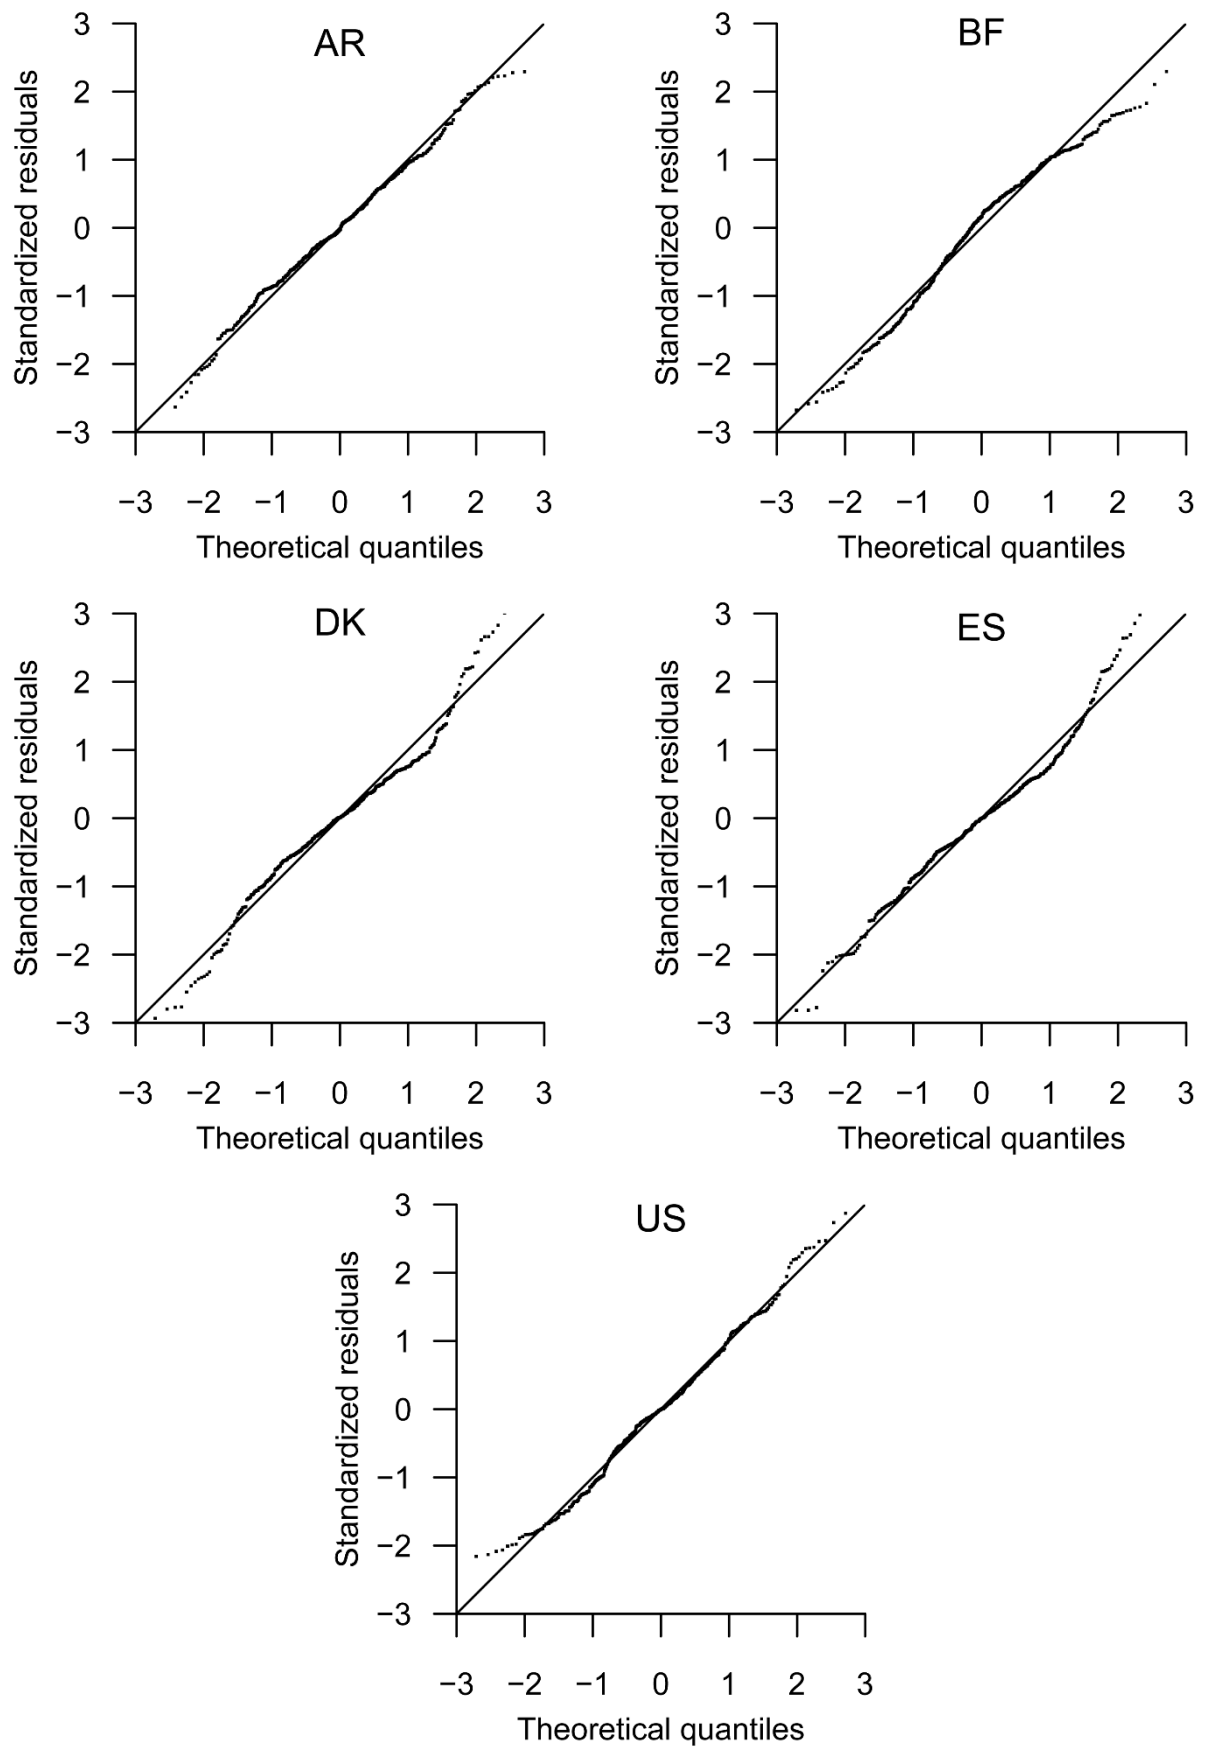 AR
Standardized residuals
3
2
1
0
−1
−2
−3
−3 −2 −1 0 1 2 3
Theoretical quantiles
BF
Standardized residuals
3
2
1
0
−1
−2
−3
−3 −2 −1 0 1 2 3
Theoretical quantiles
DK
Standardized residuals
3
2
1
0
−1
−2
−3
−3 −2 −1 0 1 2 3
Theoretical quantiles
ES
Standardized residuals
3
2
1
0
−1
−2
−3
−3 −2 −1 0 1 2 3
Theoretical quantiles
US
Standardized residuals
3
2
1
0
−1
−2
−3
−3 −2 −1 0 1 2 3
Theoretical quantiles